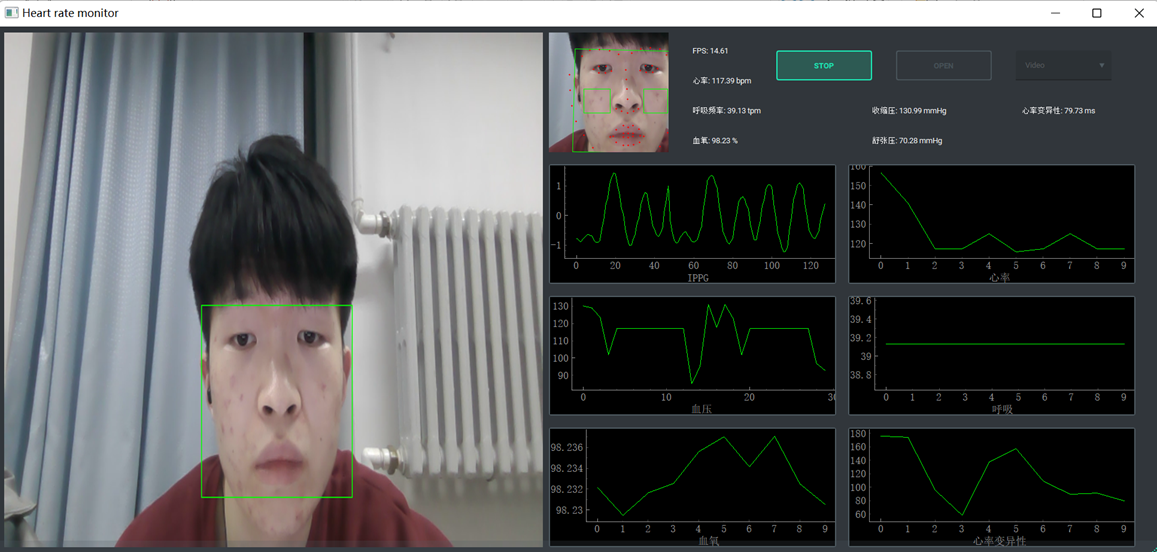 Heart rate monitor
FPS: 14.61
STOP
OPEN
Video
心率: 117.39 bpm
呼吸频率: 39.13 tpm
收缩压: 130.99 mmHg
心率变异性: 79.73 ms
血氧: 98.23 %
舒张压: 70.28 mmHg
1
0
−1
0 20 40 60 80 100 120
IPPG
160
150
140
130
120
0 1 2 3 4 5 6 7 8 9
心率
130
120
110
100
90
0 10 20 30
血压
39.6
39.4
39.2
39
38.8
0 1 2 3 4 5 6 7 8 9
呼吸
98.236
98.234
98.232
98.23
0 1 2 3 4 5 6 7 8 9
血氧
180
160
140
120
100
80
60
0 1 2 3 4 5 6 7 8 9
心率变异性